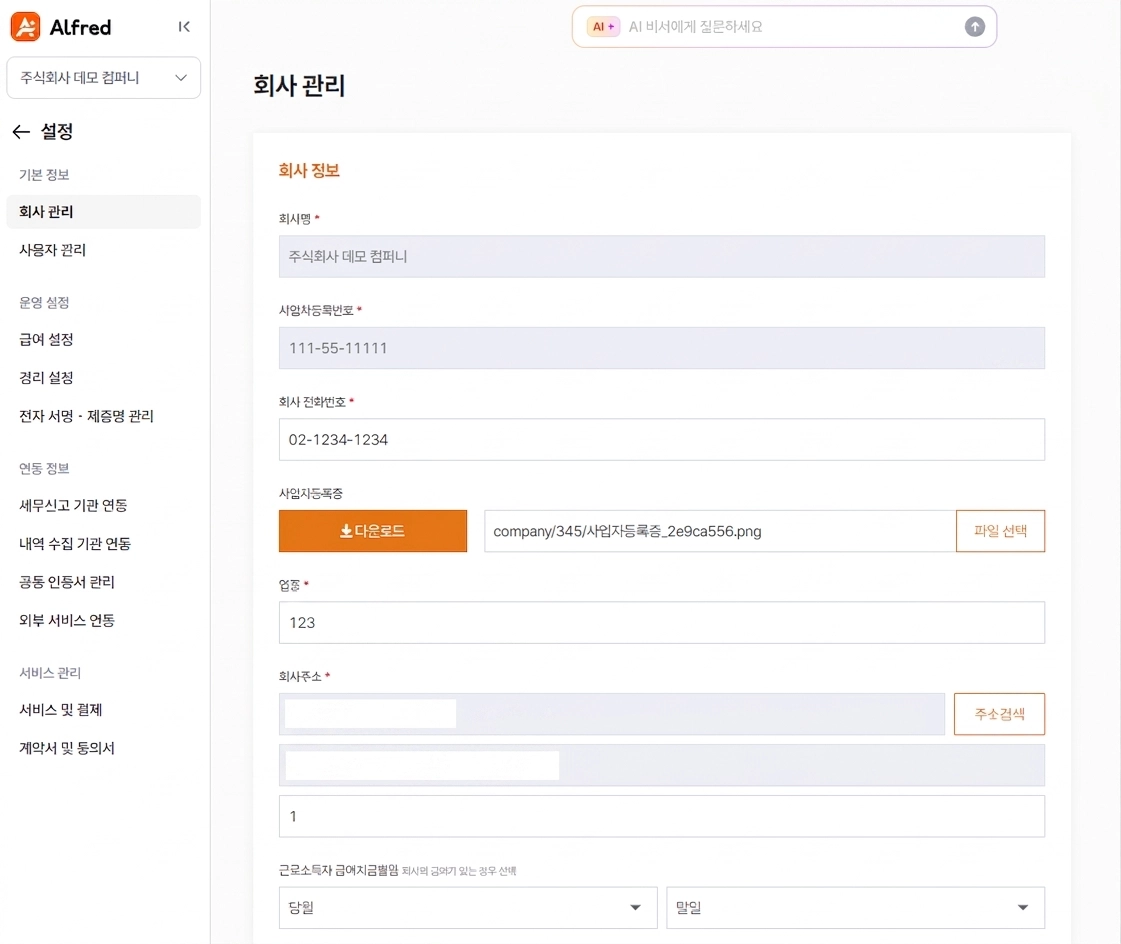 Alfred
AI + AI 비서에게 질문하세요
주식회사 데모 컴퍼니
설정
기본 정보
회사 관리
사용자 관리
운영 설정
급여 설정
경리 설정
전자 서명 - 제증명 관리
연동 정보
세무신고 기관 연동
내역 수집 기관 연동
공동 인증서 관리
외부 서비스 연동
서비스 관리
서비스 및 결제
계약서 및 동의서
회사 관리
회사 정보
회사명 *
주식회사 데모 컴퍼니
사업자등록번호 *
111-55-11111
회사 전화번호 *
02-1234-1234
사업자등록증
다운로드
company/345/사업자등록증_2e9ca556.png
파일 선택
업종 *
123
회사주소 *
주소검색
1
근로소득자 급여지급별일
당월
말일